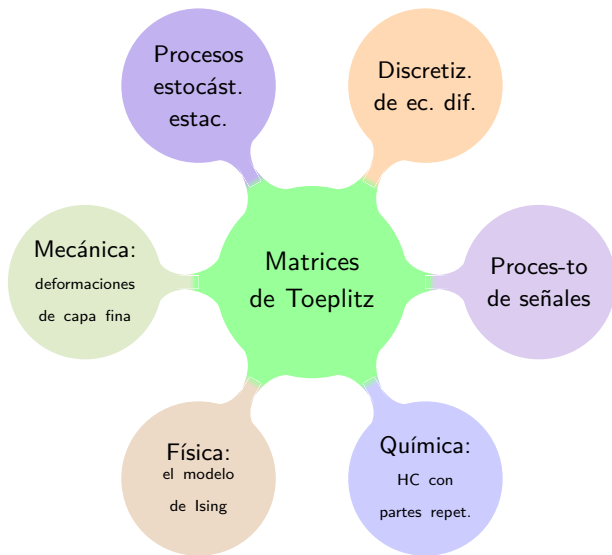 Procesos
estocást.
estac.
Discretiz.
de ec. dif.
Mecánica:
deformaciones
de capa fina
Matrices
de Toeplitz
Proces-to
de señales
Física:
el modelo
de Ising
Química:
HC con
partes repet.